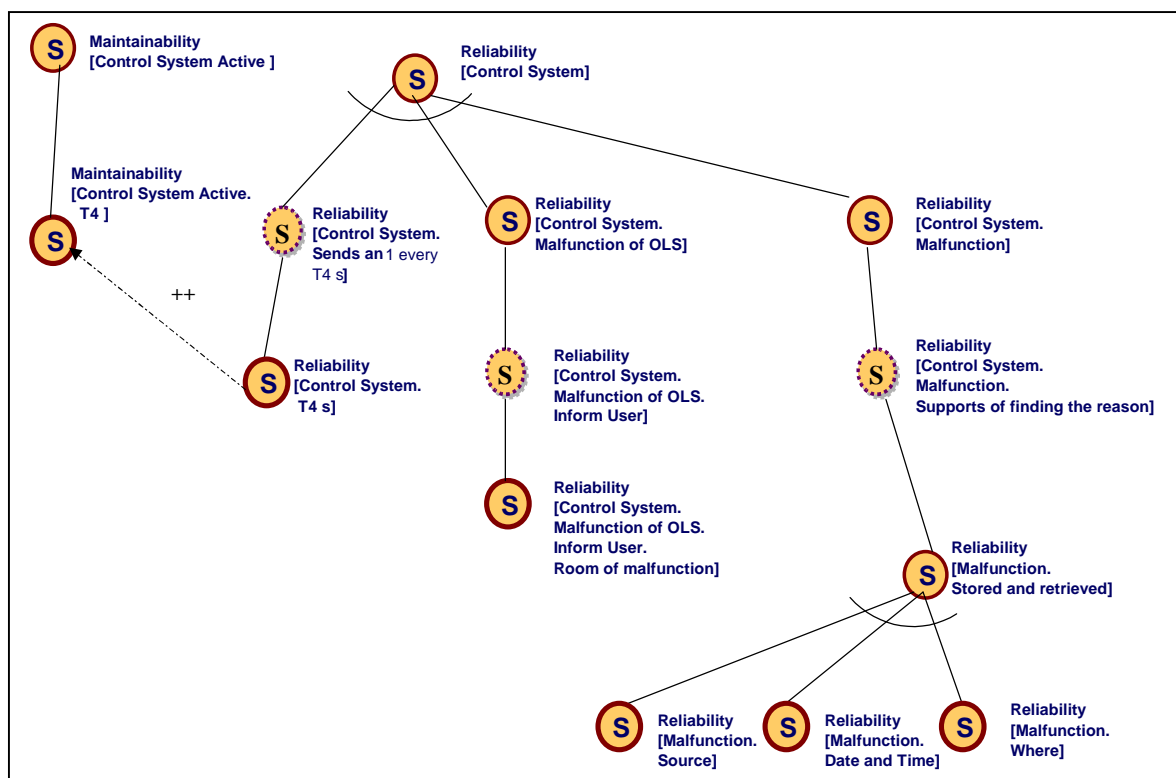 S
Maintainability
[Control System Active ]
S
Reliability
[Control System]
Maintainability
[Control System Active.
T4 ]
S
S
Reliability
[Control System.
Sends an 1 every
T4 s]
S
Reliability
[Control System.
Malfunction of OLS]
S
Reliability
[Control System.
Malfunction]
++
S
Reliability
[Control System.
T4 s]
S
Reliability
[Control System.
Malfunction of OLS.
Inform User]
S
Reliability
[Control System.
Malfunction.
Supports of finding the reason]
S
Reliability
[Control System.
Malfunction of OLS.
Inform User.
Room of malfunction]
S
Reliability
[Malfunction.
Stored and retrieved]
S
Reliability
[Malfunction.
Source]
S
Reliability
[Malfunction.
Date and Time]
S
Reliability
[Malfunction.
Where]